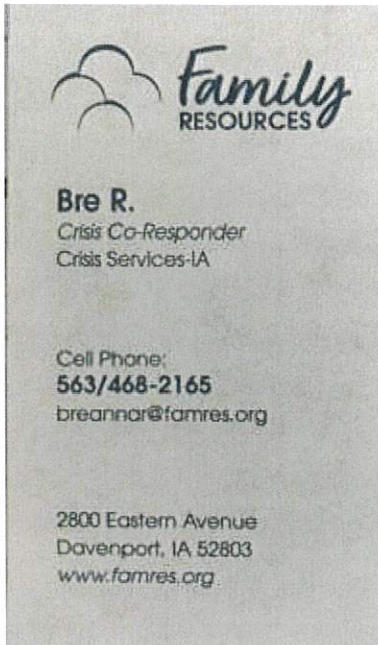 Family
RESOURCES
Bre R.
Crisis Co-Responder
Crisis Services-IA
Cell Phone:
563/468-2165
breannar@famres.org
2800 Eastern Avenue
Davenport, IA 52803
www.famres.org